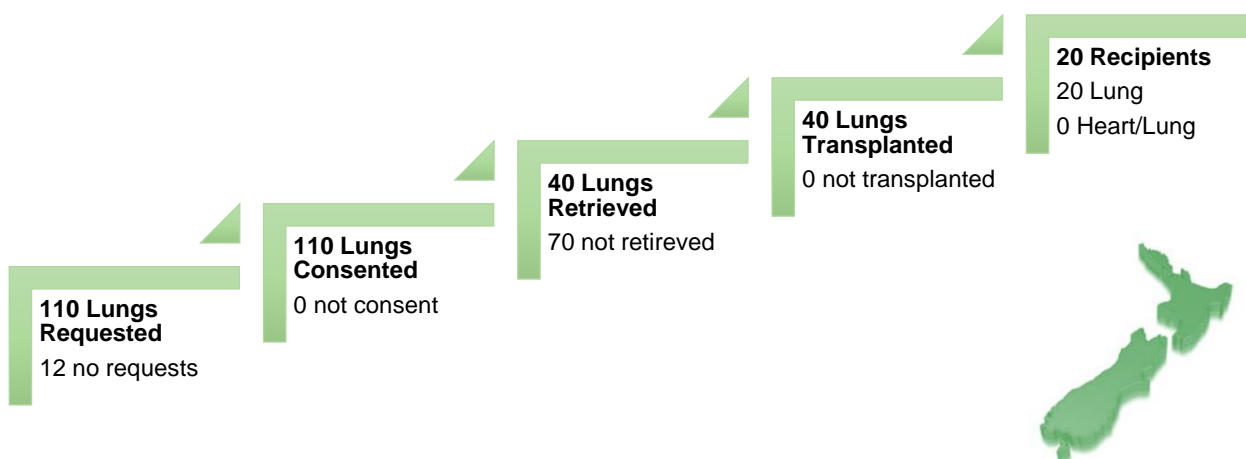 110 Lungs
Requested
12 no requests
110 Lungs
Consented
0 not consent
40 Lungs
Retrieved
70 not retireved
40 Lungs
Transplanted
0 not transplanted
20 Recipients
20 Lung
0 Heart/Lung